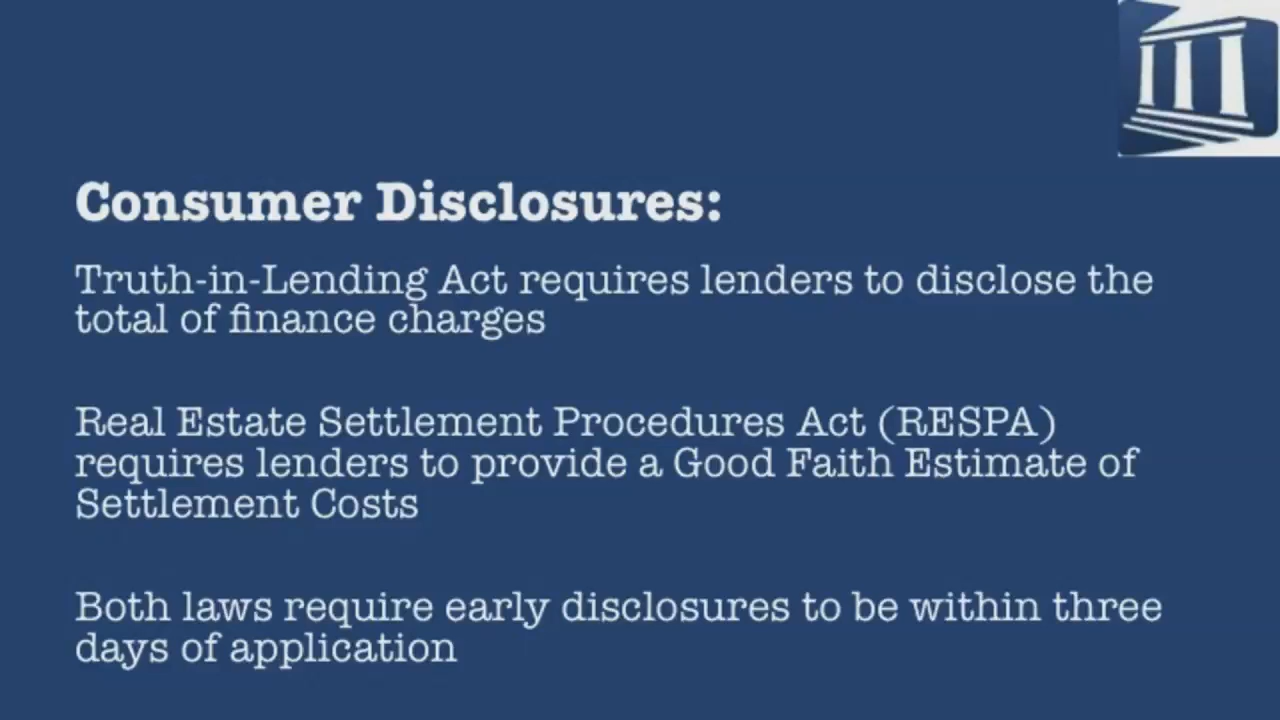 Consumer Disclosures:
Truth-in-Lending Act requires lenders to disclose the
total of finance charges
Real Estate Settlement Procedures Act (RESPA)
requires lenders to provide a Good Faith Estimate of
Settlement Costs
Both laws require early disclosures to be within three
days of application